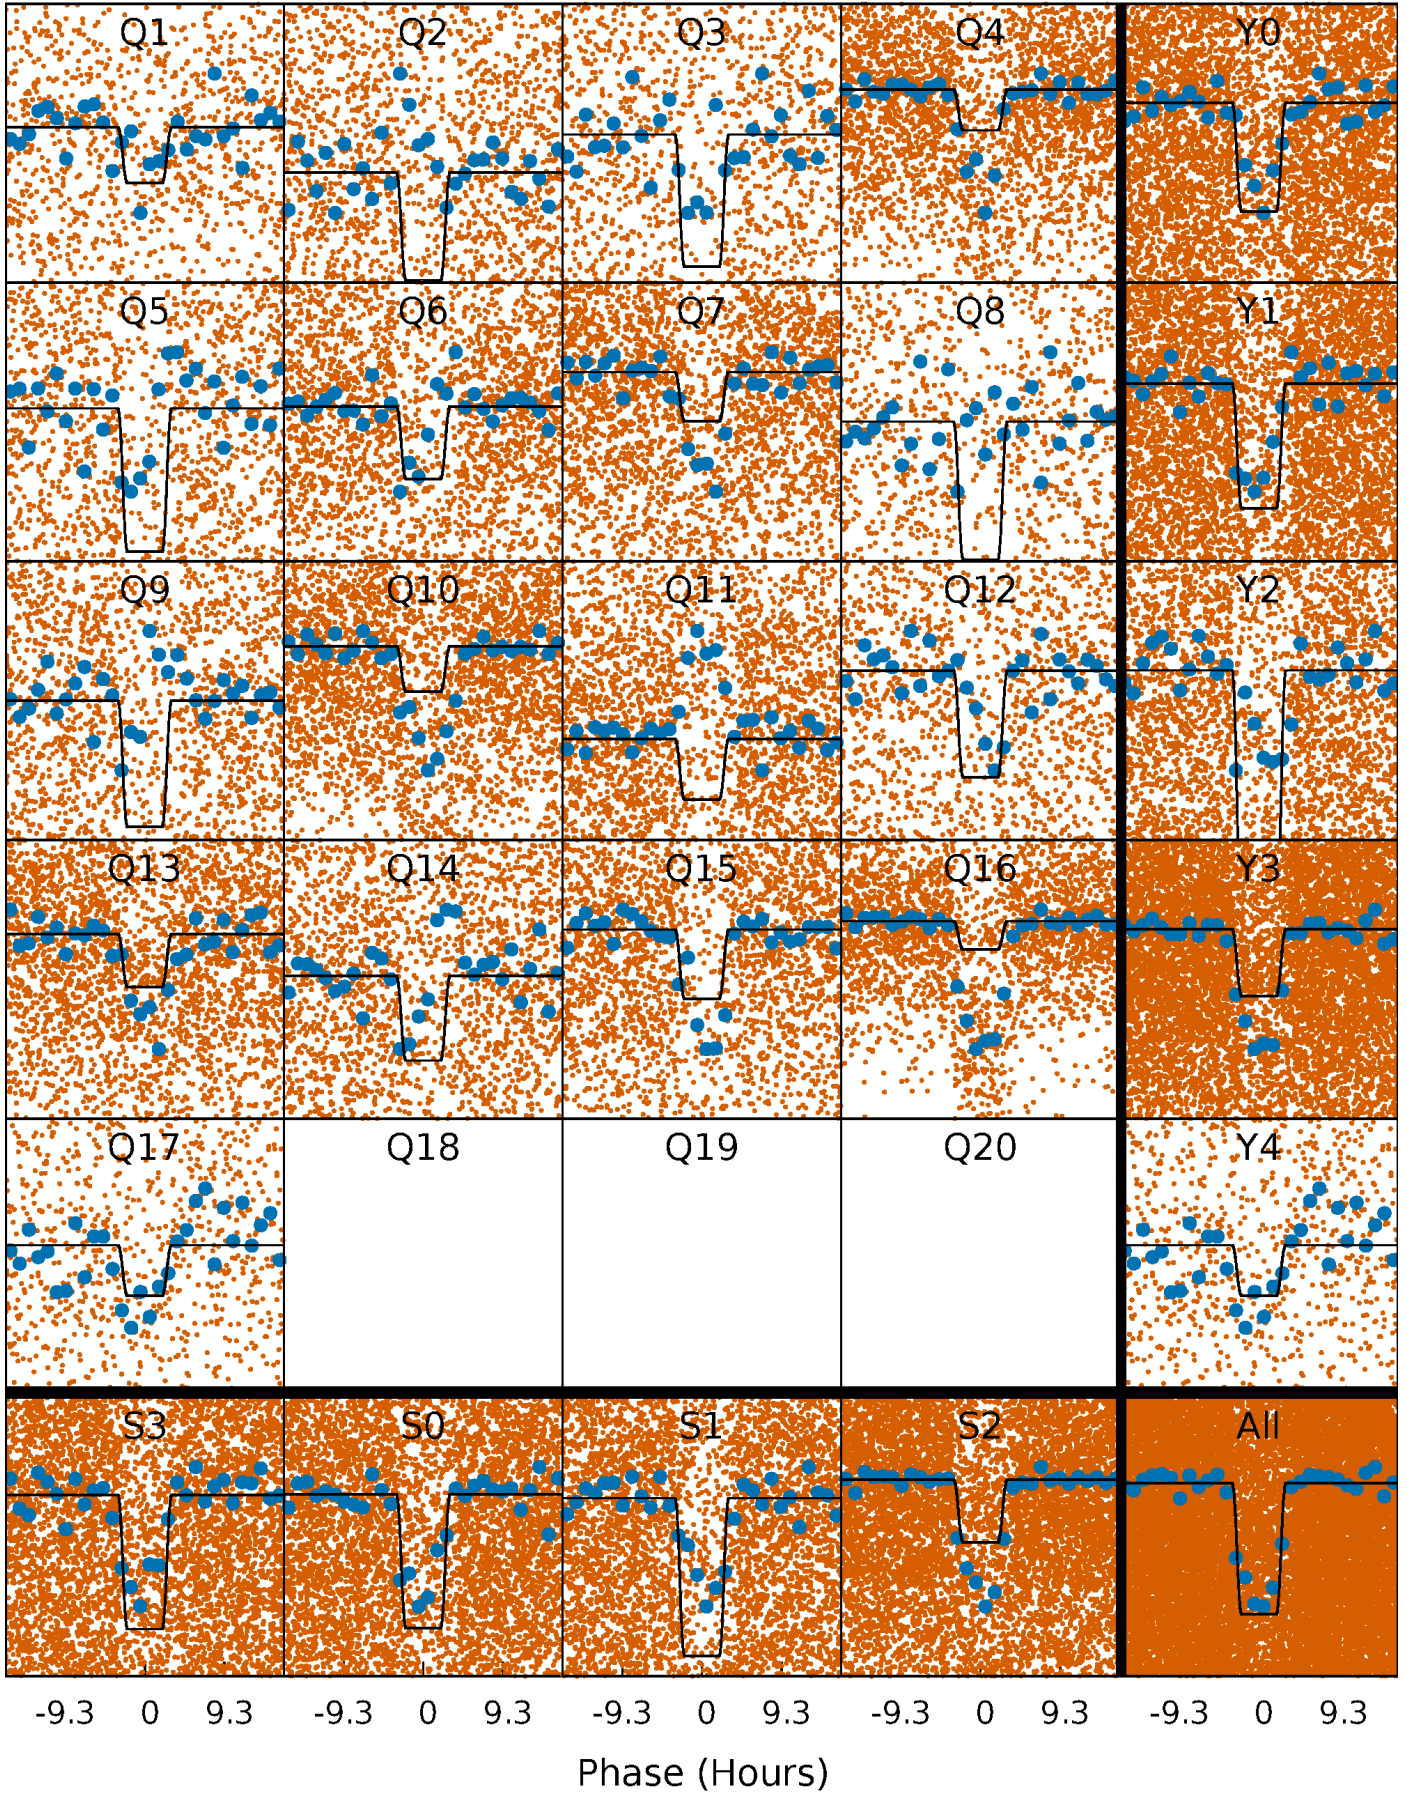 Q1 Q2 Q3 Q4 Y0
Q5 Q6 Q7 Q8 Y1
Q9 Q10 Q11 Q12 Y2
Q13 Q14 Q15 Q16 Y3
Q17 Q18 Q19 Q20 Y4
S3 S0 S1 S2 All
-9.3 0 9.3 -9.3 0 9.3 -9.3 0 9.3 -9.3 0 9.3 -9.3 0 9.3
Phase (Hours)